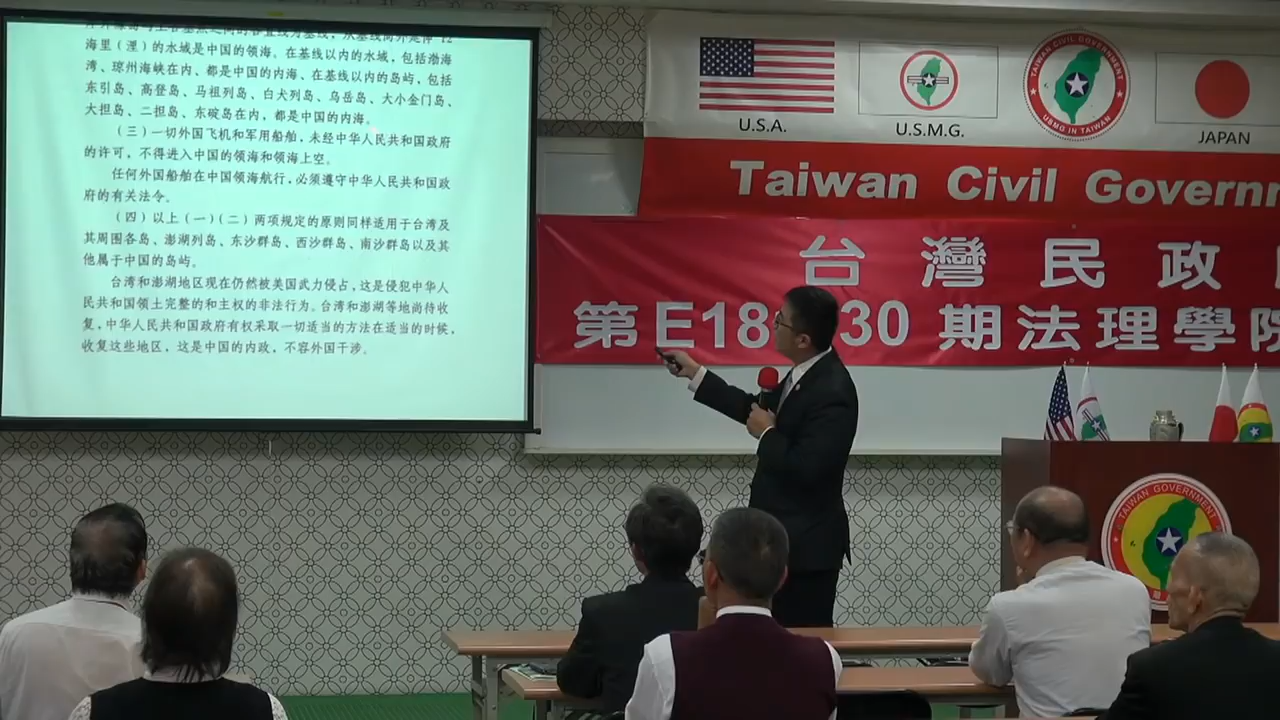 海里(浬)的水域是中国的领海。在基线以内的水域,包括渤海
湾、琼州海峡在内、都是中国的内海、在基线以内的岛屿,包括
东引岛、高登岛、马祖列岛、白犬列岛、乌岳岛、大小金门岛、
大担岛、二担岛、东碇岛在内,都是中国的内海。
(三)一切外国飞机和军用船舶,未经中华人民共和国政府
的许可,不得进入中国的领海和领海上空。
任何外国船舶在中国领海航行,必须遵守中华人民共和国政
府的有关法令。
(四)以上(一)(二)两项规定的原则同样适用于台湾及
其周围各岛、澎湖列岛、东沙群岛、西沙群岛、南沙群岛以及其
他属于中国的岛屿。
台湾和澎湖地区现在仍然被美国武力侵占,这是侵犯中华人
民共和国领土完整的和主权的非法行为。台湾和澎湖等地尚待收
复,中华人民共和国政府有权采取一切适当的方法在适当的时候,
收复这些地区,这是中国的内政,不容外国干涉。
U.S.A.
U.S.M.G.
TAIWAN CIVIL GOVERNMENT
USMG IN TAIWAN
JAPAN
Taiwan Civil Governm
台灣民政
第E18 30期法理學院
TAIWAN GOVERNMENT